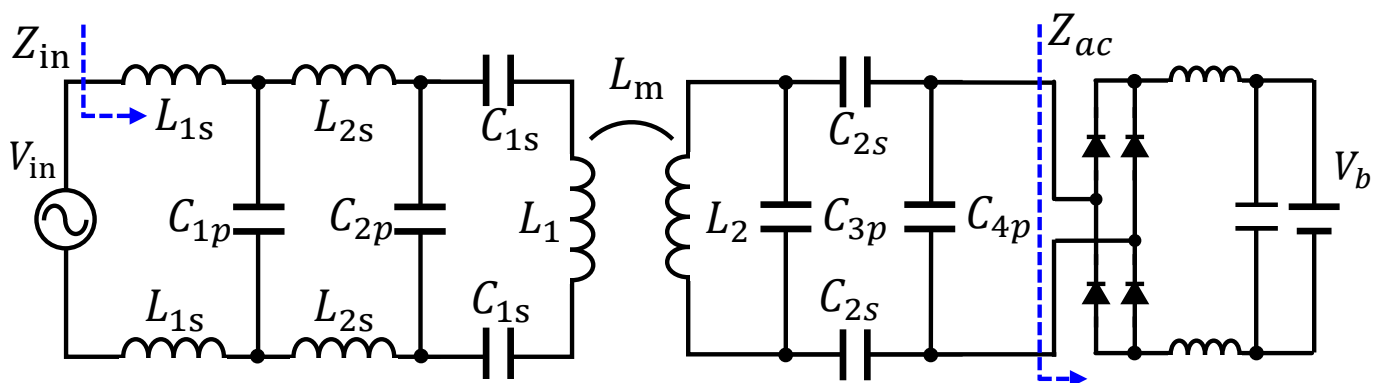 Z_in
L_1s
L_2s
C_1s
L_m
Z_ac
V_in
C_1p
C_2p
L_1
L_2
C_3p
C_2s
C_4p
V_b
L_1s
L_2s
C_1s
C_2s